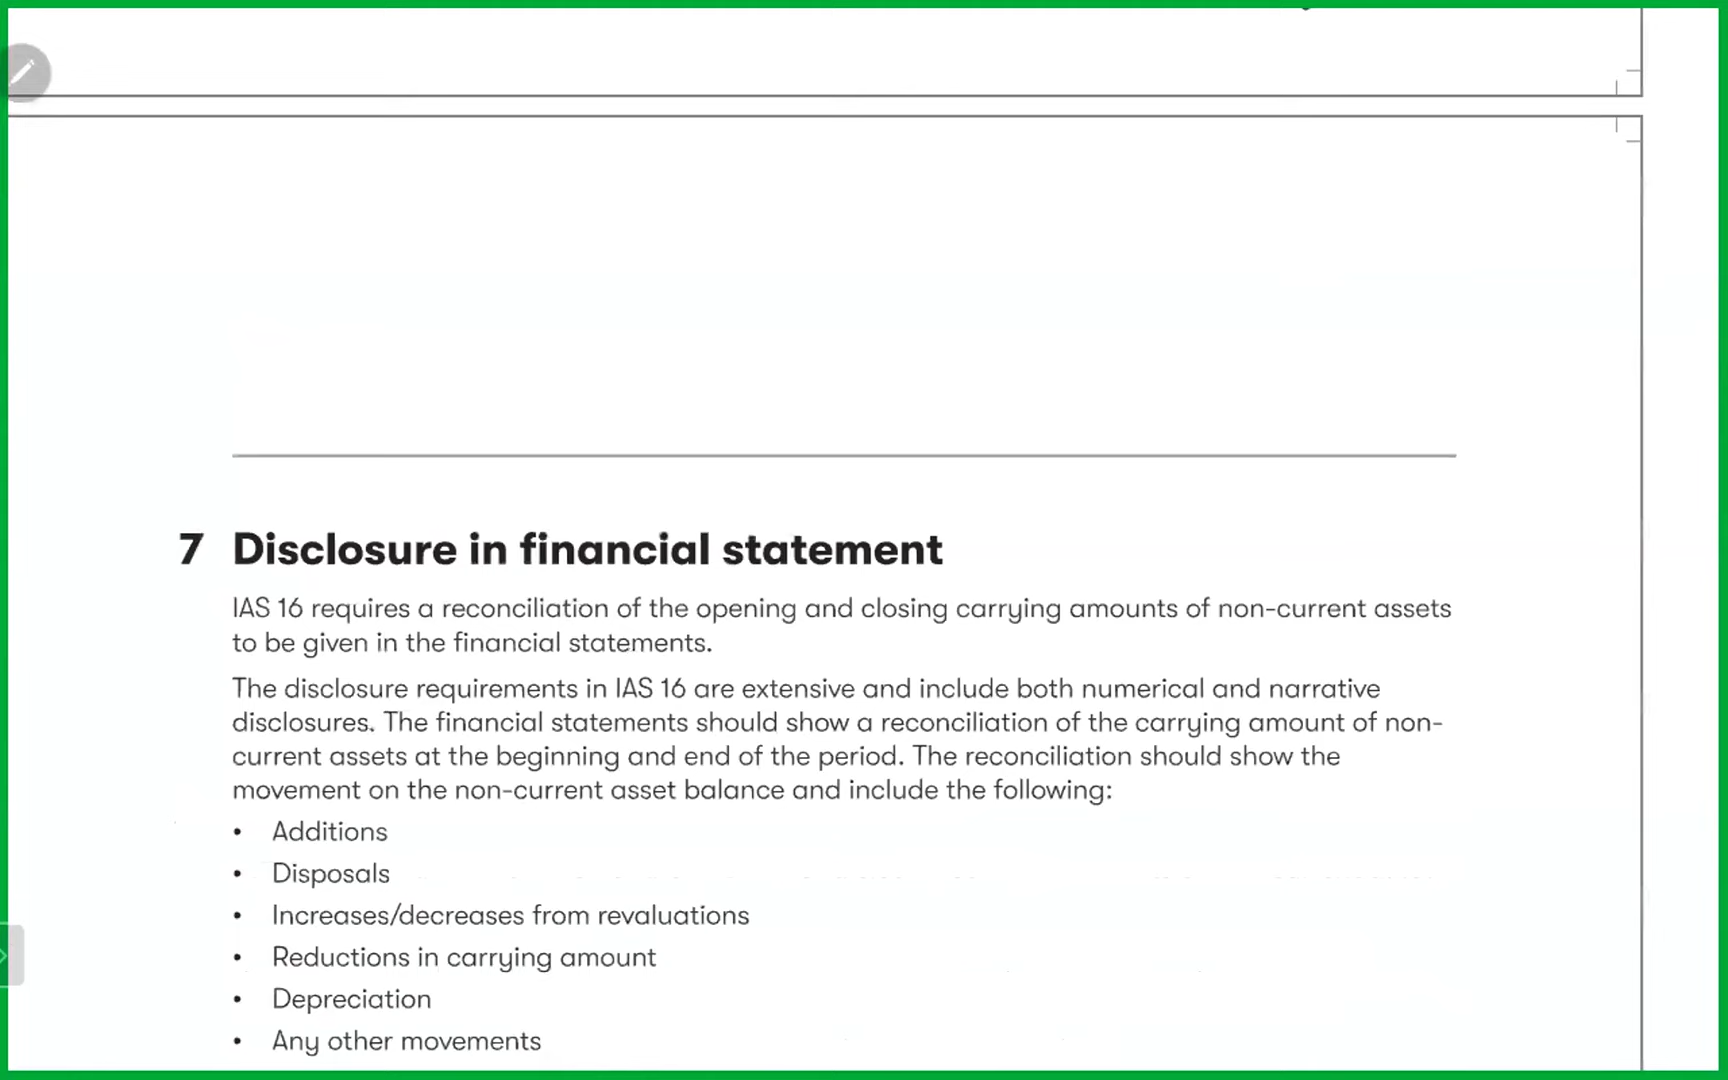 7 Disclosure in financial statement
IAS 16 requires a reconciliation of the opening and closing carrying amounts of non-current assets
to be given in the financial statements.
The disclosure requirements in IAS 16 are extensive and include both numerical and narrative
disclosures. The financial statements should show a reconciliation of the carrying amount of non-
current assets at the beginning and end of the period. The reconciliation should show the
movement on the non-current asset balance and include the following:
• Additions
• Disposals
• Increases/decreases from revaluations
• Reductions in carrying amount
• Depreciation
• Any other movements